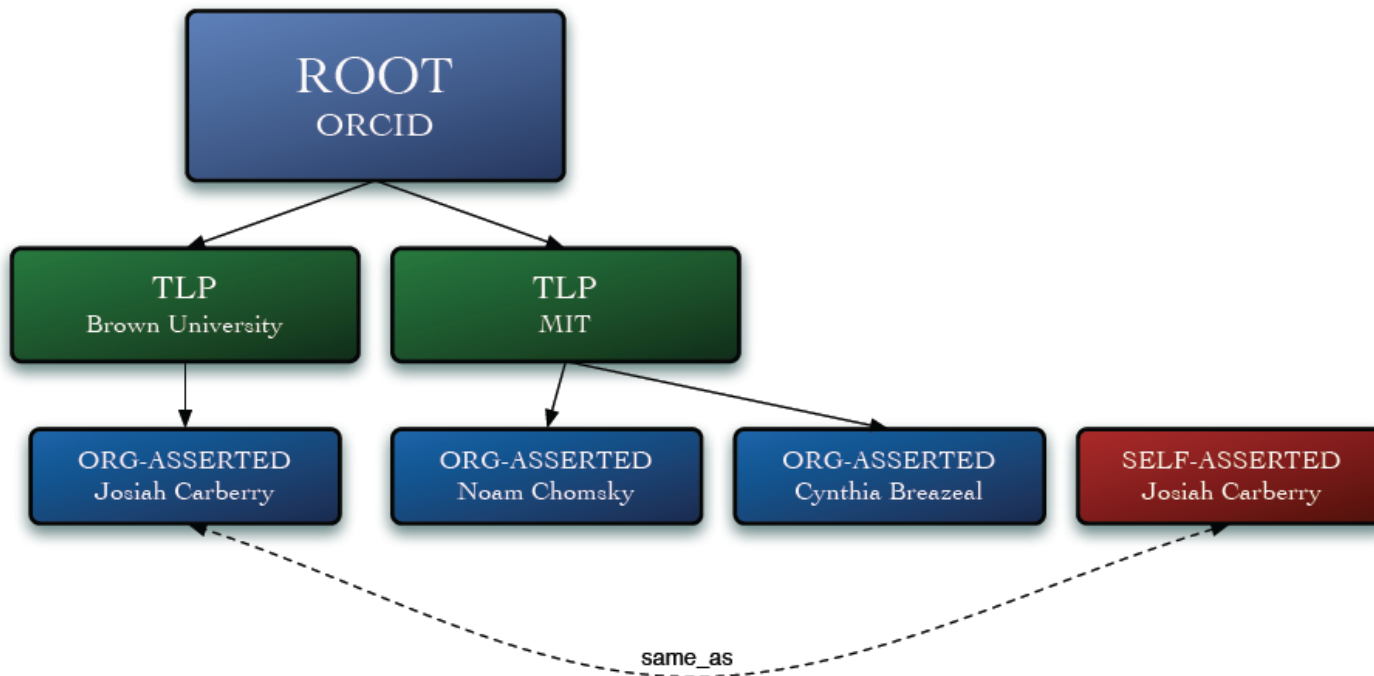 ROOT
ORCID
TLP
Brown University
TLP
MIT
ORG-ASSERTED
Josiah Carberry
ORG-ASSERTED
Noam Chomsky
ORG-ASSERTED
Cynthia Breazeal
SELF-ASSERTED
Josiah Carberry
same_as